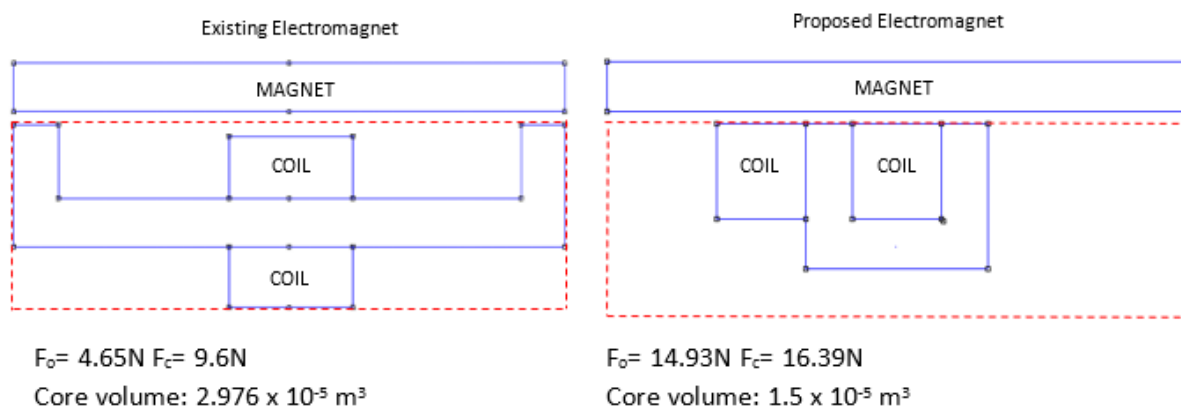 Existing Electromagnet
MAGNET
COIL
COIL
Fₒ= 4.65N F꜀= 9.6N
Core volume: 2.976 x 10⁻⁵ m³
Proposed Electromagnet
MAGNET
COIL COIL
Fₒ= 14.93N F꜀= 16.39N
Core volume: 1.5 x 10⁻⁵ m³